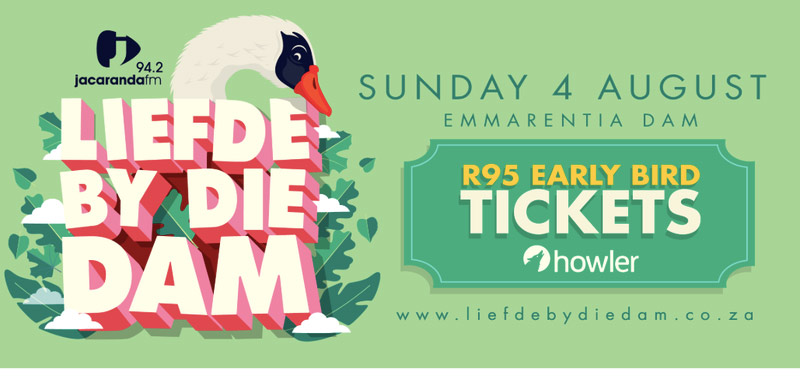 94.2
jacarandafm
LIEFDE
BY DIE
DAM
SUNDAY 4 AUGUST
EMMARENTIA DAM
R95 EARLY BIRD
TICKETS
howler
www.liefdebydiedam.co.za